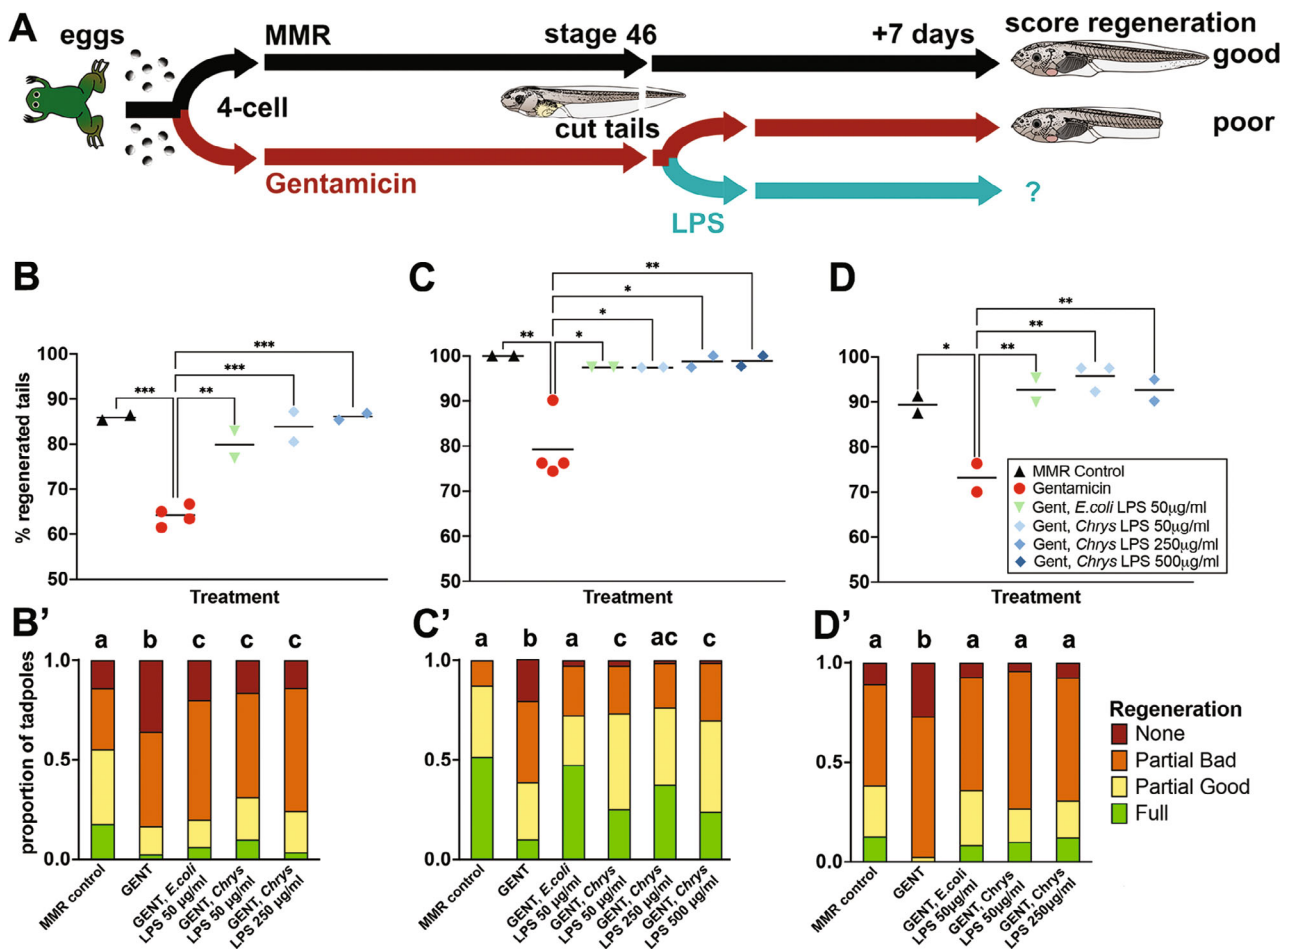 A
eggs
MMR
stage 46
+7 days
score regeneration
good
4-cell
cut tails
poor
Gentamicin
LPS
?
B
% regenerated tails
100
90
80
70
60
50
***
**
***
***
Treatment
C
100
90
80
70
60
50
**
*
*
*
**
Treatment
D
100
90
80
70
60
50
*
**
**
**
MMR Control
Gentamicin
Gent, E.coli LPS 50µg/ml
Gent, Chrys LPS 50µg/ml
Gent, Chrys LPS 250µg/ml
Gent, Chrys LPS 500µg/ml
Treatment
B'
proportion of tadpoles
1.0
0.5
0.0
a b c c c
MMR control
GENT
GENT, E.coli
LPS 50 µg/ml
GENT, Chrys
LPS 50 µg/ml
GENT, Chrys
LPS 250 µg/ml
C'
1.0
0.5
0.0
a b a c ac c
MMR control
GENT
GENT, E.coli
LPS 50 µg/ml
GENT, Chrys
LPS 50 µg/ml
GENT, Chrys
LPS 250 µg/ml
GENT, Chrys
LPS 500 µg/ml
D'
1.0
0.5
0.0
a b a a a
MMR control
GENT
GENT, E.coli
LPS 50µg/ml
GENT, Chrys
LPS 50µg/ml
GENT, Chrys
LPS 250µg/ml
Regeneration
None
Partial Bad
Partial Good
Full